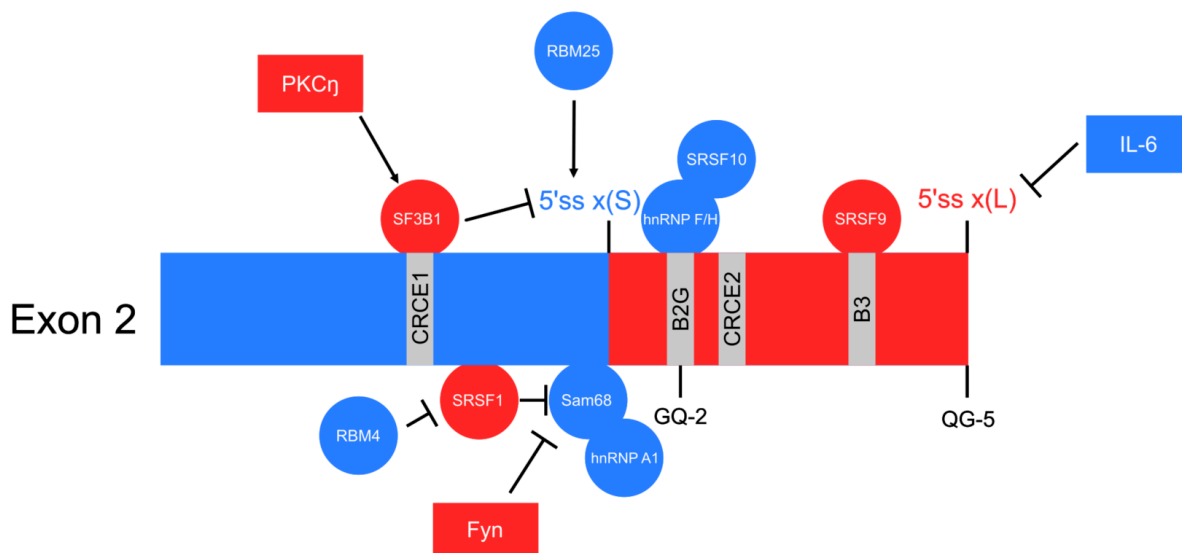 RBM25
PKCŋ
IL-6
SRSF10
5'ss x(S)
5'ss x(L)
SF3B1
hnRNP F/H
SRSF9
Exon 2
CRCE1
B2G
CRCE2
B3
SRSF1
Sam68
GQ-2
QG-5
RBM4
hnRNP A1
Fyn